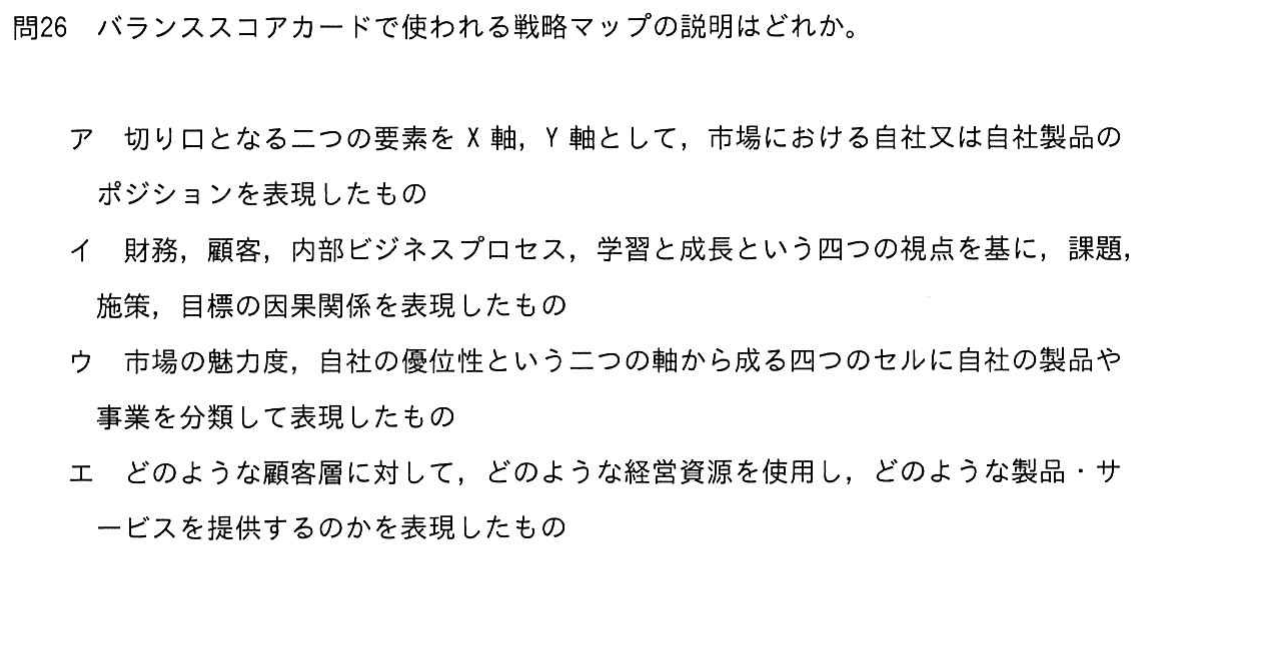 問26 バランススコアカードで使われる戦略マップの説明はどれか。
ア 切り口となる二つの要素を X 軸，Y 軸として，市場における自社又は自社製品の
ポジションを表現したもの
イ 財務，顧客，内部ビジネスプロセス，学習と成長という四つの視点を基に，課題，
施策，目標の因果関係を表現したもの
ウ 市場の魅力度，自社の優位性という二つの軸から成る四つのセルに自社の製品や
事業を分類して表現したもの
エ どのような顧客層に対して，どのような経営資源を使用し，どのような製品・サ
ービスを提供するのかを表現したもの